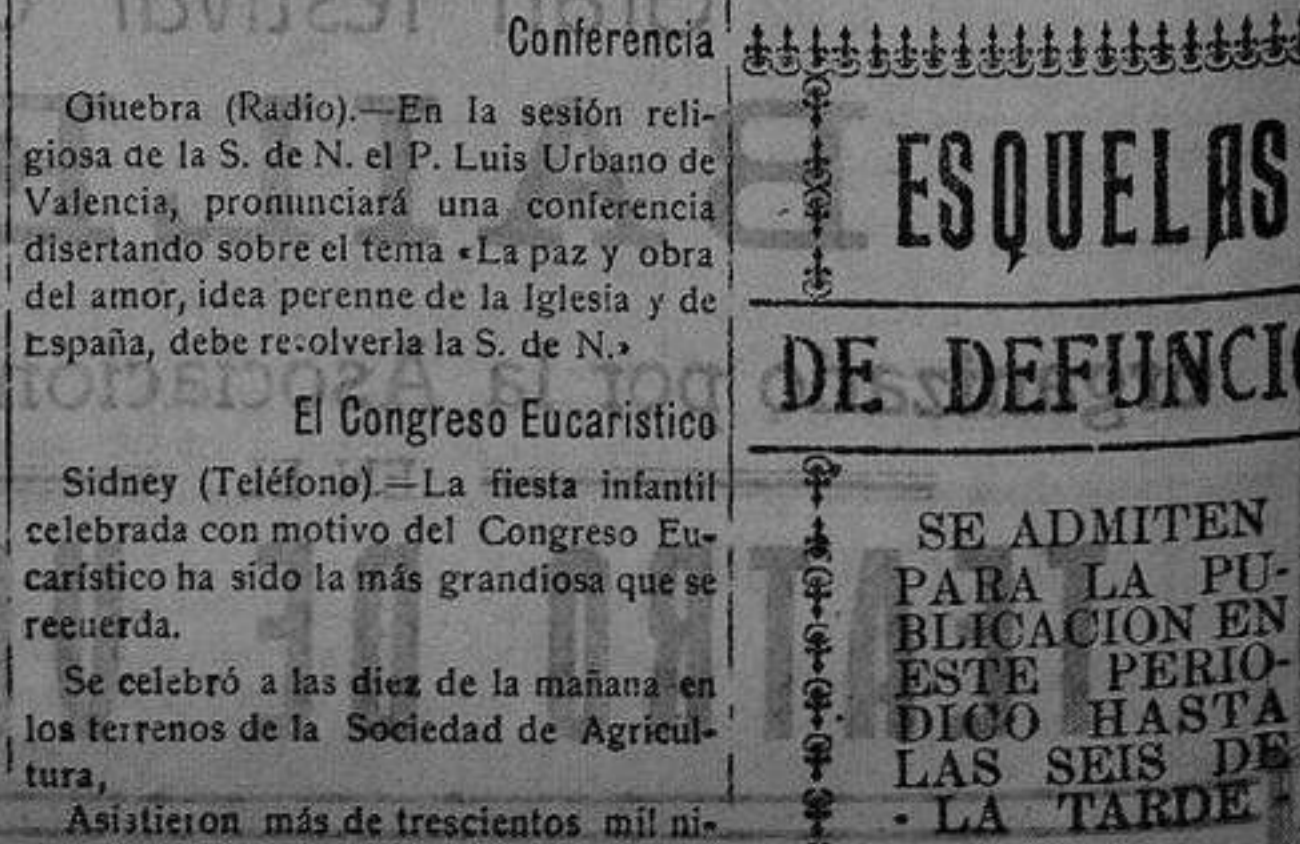 Conferencia
Giuebra (Radio).—En la sesión reli-
giosa de la S. de N. el P. Luis Urbano de
Valencia, pronunciará una conferencia
disertando sobre el tema «La paz y obra
del amor, idea perenne de la Iglesia y de
España, debe resolverla la S. de N.»
El Congreso Eucaristico
Sidney (Teléfono).—La fiesta infantil
celebrada con motivo del Congreso Eu-
carístico ha sido la más grandiosa que se
reeuerda.
Se celebró a las diez de la mañana en
los terrenos de la Sociedad de Agricul-
tura,
Asistieron más de trescientos mil ni-
ESQUELAS
DE DEFUNCIO
SE ADMITEN
PARA LA PU-
BLICACION EN
ESTE PERIO-
DICO HASTA
LAS SEIS DE
- LA TARDE -